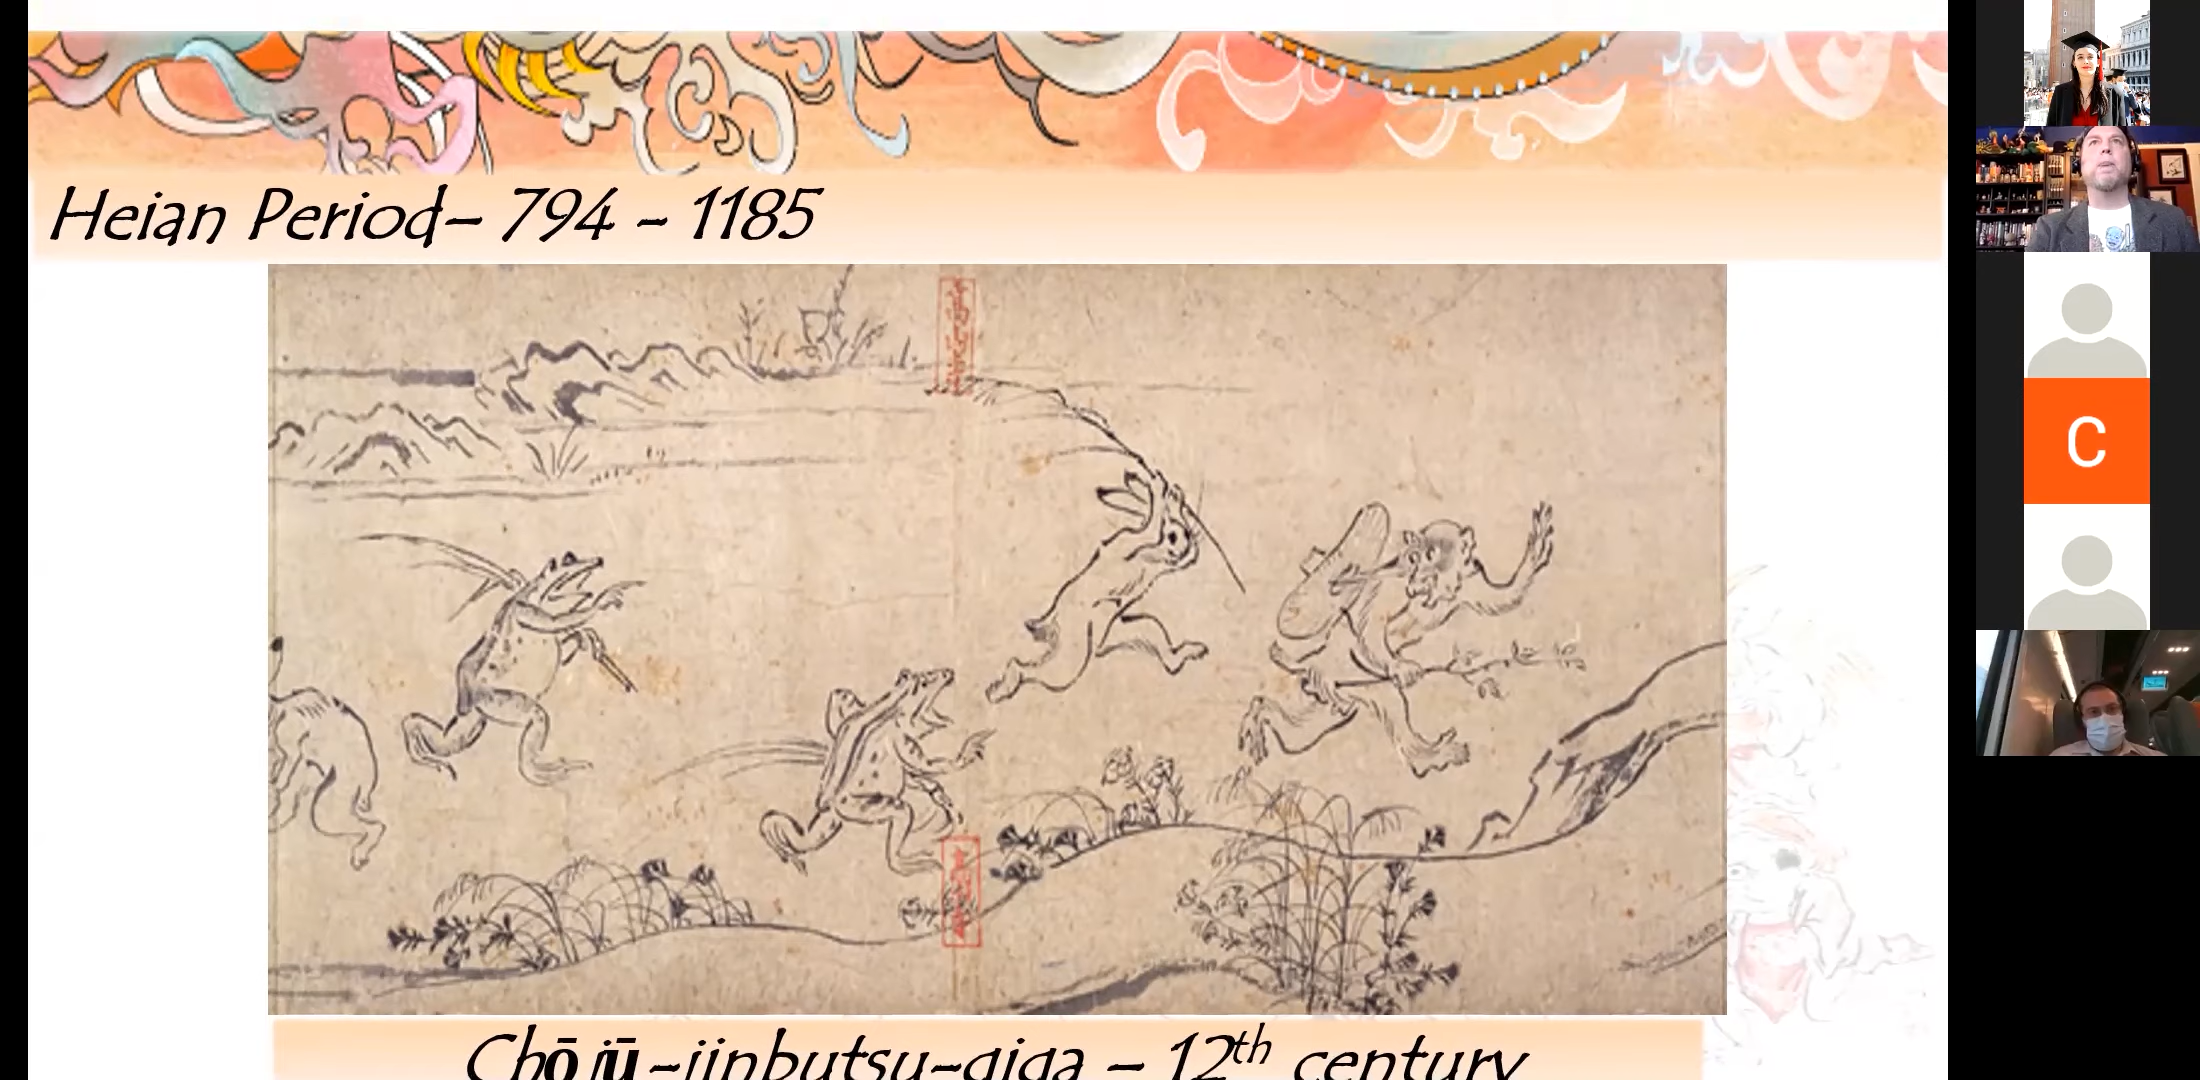 Heian Period– 794 – 1185
Chōjū-jinbutsu-giga – 12th century
C